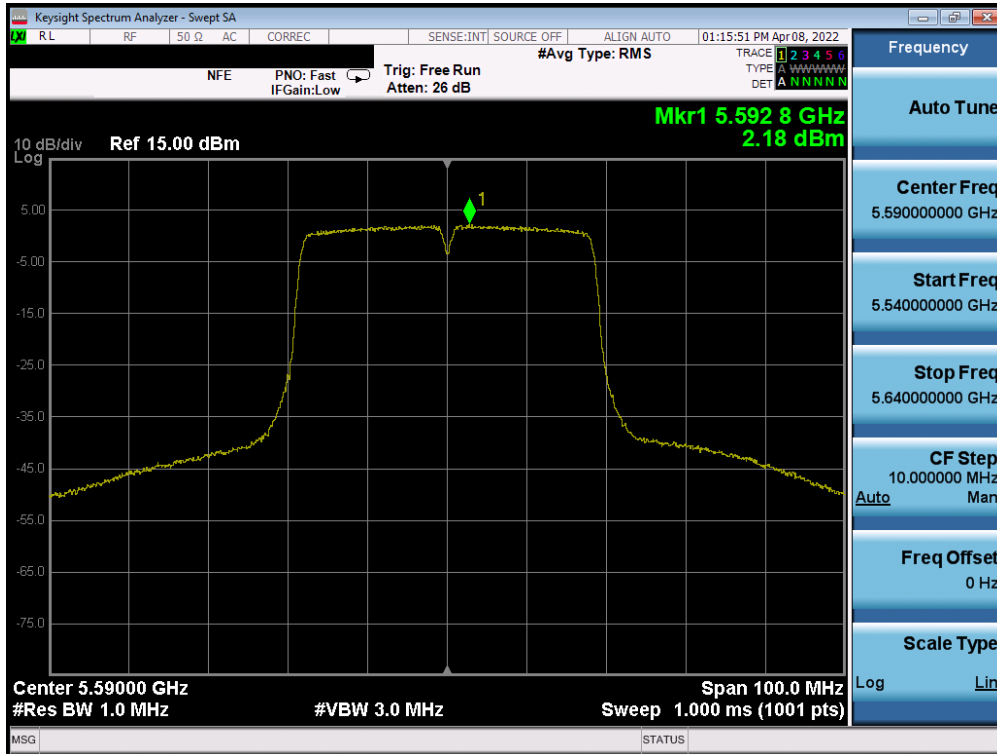 Keysight Spectrum Analyzer - Swept SA
LXI RL RF 50 Ω AC CORREC SENSE:INT SOURCE OFF ALIGN AUTO 01:15:51 PM Apr 08, 2022
#Avg Type: RMS
TRACE 1 2 3 4 5 6
NFE PNO: Fast Trig: Free Run
TYPE A WWWWW
IFGain:Low Atten: 26 dB
DET A N N N N N
Mkr1 5.592 8 GHz
10 dB/div Ref 15.00 dBm 2.18 dBm
Log
1
5.00
-5.00
-15.0
-25.0
-35.0
-45.0
-55.0
-65.0
-75.0
Center 5.59000 GHz Span 100.0 MHz
#Res BW 1.0 MHz #VBW 3.0 MHz Sweep 1.000 ms (1001 pts)
MSG STATUS
Frequency
Auto Tune
Center Freq
5.590000000 GHz
Start Freq
5.540000000 GHz
Stop Freq
5.640000000 GHz
CF Step
10.000000 MHz
Auto Man
Freq Offset
0 Hz
Scale Type
Log Lin